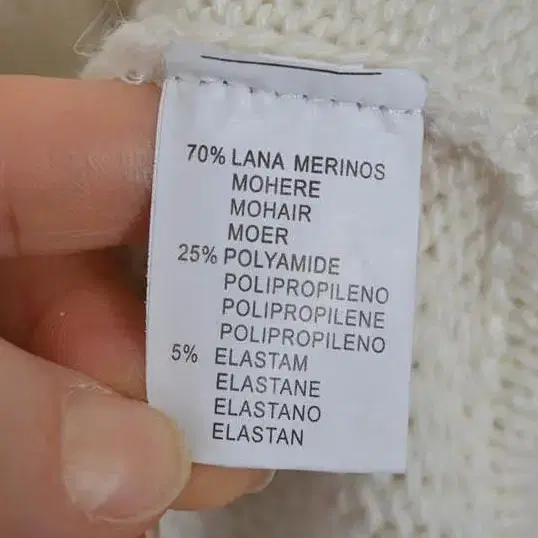 70% LANA MERINOS
MOHERE
MOHAIR
MOER
25% POLYAMIDE
POLIPROPILENO
POLIPROPILENE
POLIPROPILENO
5% ELASTAM
ELASTANE
ELASTANO
ELASTAN